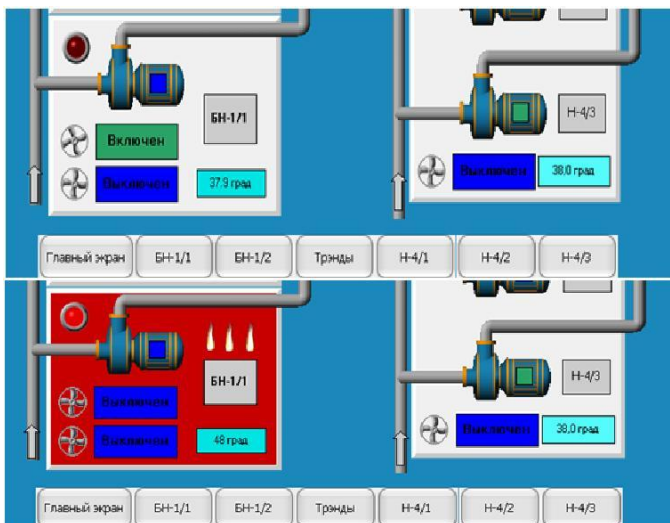 БН-1/1
Н-4/3
Включен
Выключен
37,9 град
Выключен
38,0 град
Главный экран
БН-1/1
БН-1/2
Трэнды
Н-4/1
Н-4/2
Н-4/3
БН-1/1
Н-4/3
Выключен
Выключен
48 град
Выключен
38,0 град
Главный экран
БН-1/1
БН-1/2
Трэнды
Н-4/1
Н-4/2
Н-4/3